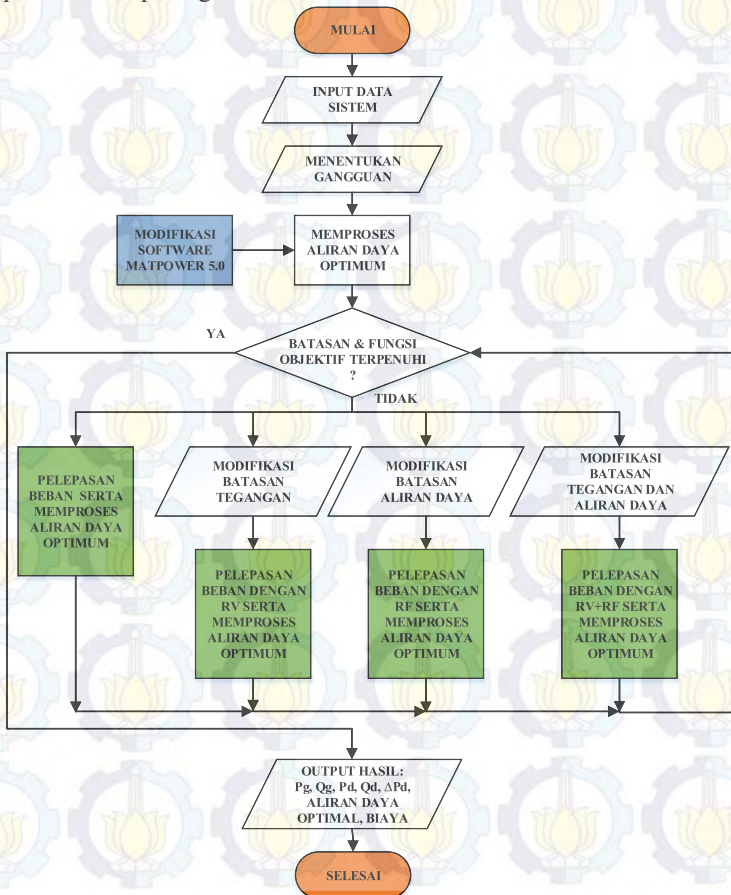 MULAI
INPUT DATA
SISTEM
MENENTUKAN
GANGGUAN
MODIFIKASI
SOFTWARE
MATPOWER 5.0
MEMPROSES
ALIRAN DAYA
OPTIMUM
YA
BATASAN & FUNGSI
OBJEKTIF TERPENUHI
?
TIDAK
PELEPASAN
BEBAN SERTA
MEMPROSES
ALIRAN DAYA
OPTIMUM
MODIFIKASI
BATASAN
TEGANGAN
MODIFIKASI
BATASAN
ALIRAN DAYA
MODIFIKASI
BATASAN
TEGANGAN DAN
ALIRAN DAYA
PELEPASAN
BEBAN DENGAN
RV SERTA
MEMPROSES
ALIRAN DAYA
OPTIMUM
PELEPASAN
BEBAN DENGAN
RF SERTA
MEMPROSES
ALIRAN DAYA
OPTIMUM
PELEPASAN
BEBAN DENGAN
RV+RF SERTA
MEMPROSES
ALIRAN DAYA
OPTIMUM
OUTPUT HASIL:
Pg, Qg, Pd, Qd, ΔPd,
ALIRAN DAYA
OPTIMAL, BIAYA
SELESAI